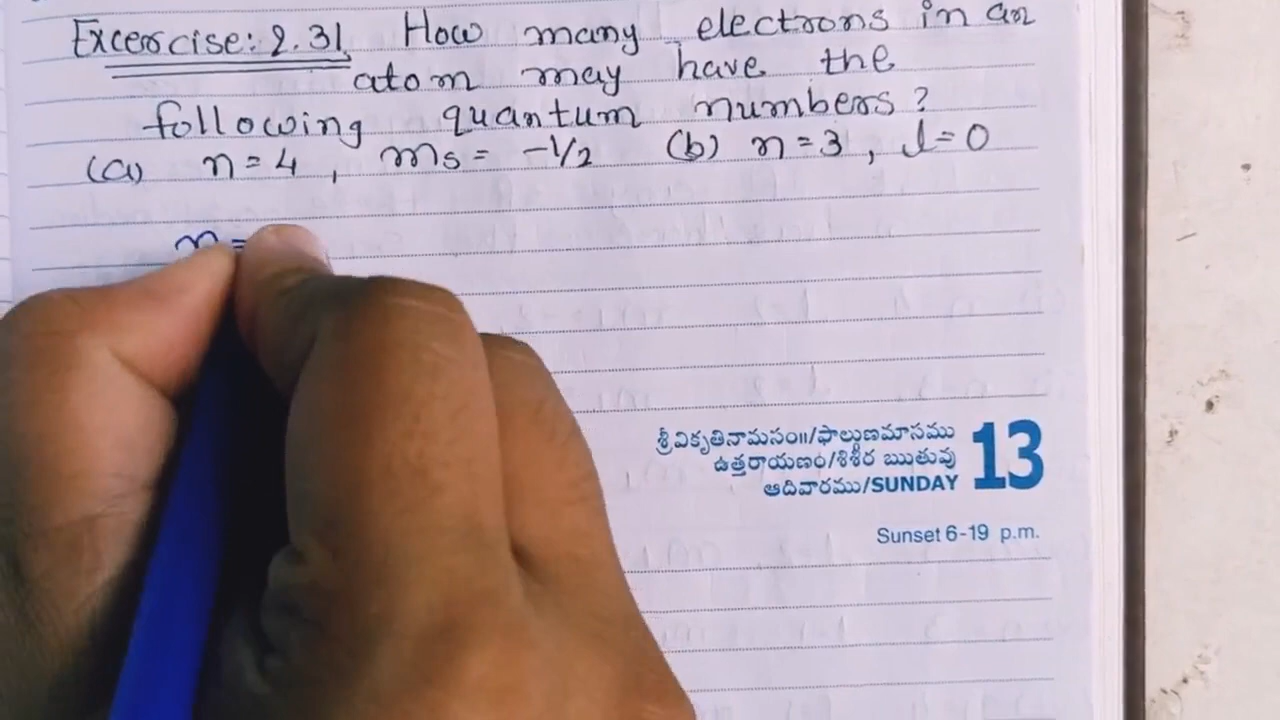 Excercise: 2.31 How many electrons in an
atom may have the
following quantum numbers?
(a) n = 4, ms = -1/2 (b) n = 3, l = 0
n =
శ్రీ వికృతినామసం॥/ఫాల్గుణమాసము
ఉత్తరాయణం/శిశిర ఋతువు
ఆదివారము/SUNDAY 13
Sunset 6-19 p.m.